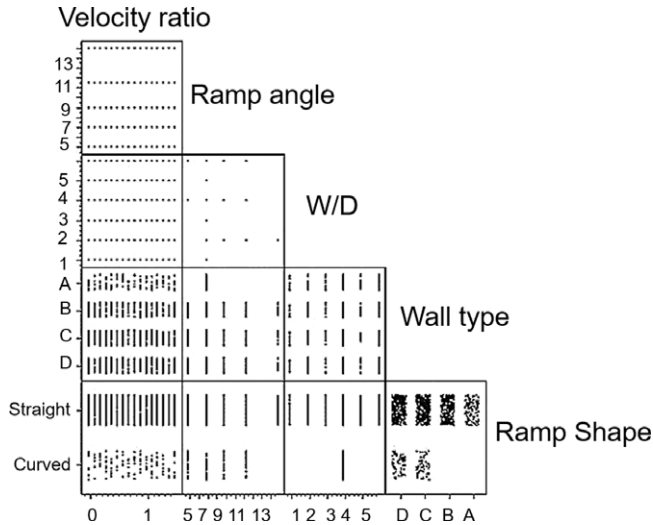 Velocity ratio
13
11
Ramp angle
9
7
5
5
4
W/D
3
2
1
A
B
Wall type
C
D
Straight
Ramp Shape
Curved
0 1 5 7 9 11 13 1 2 3 4 5 D C B A